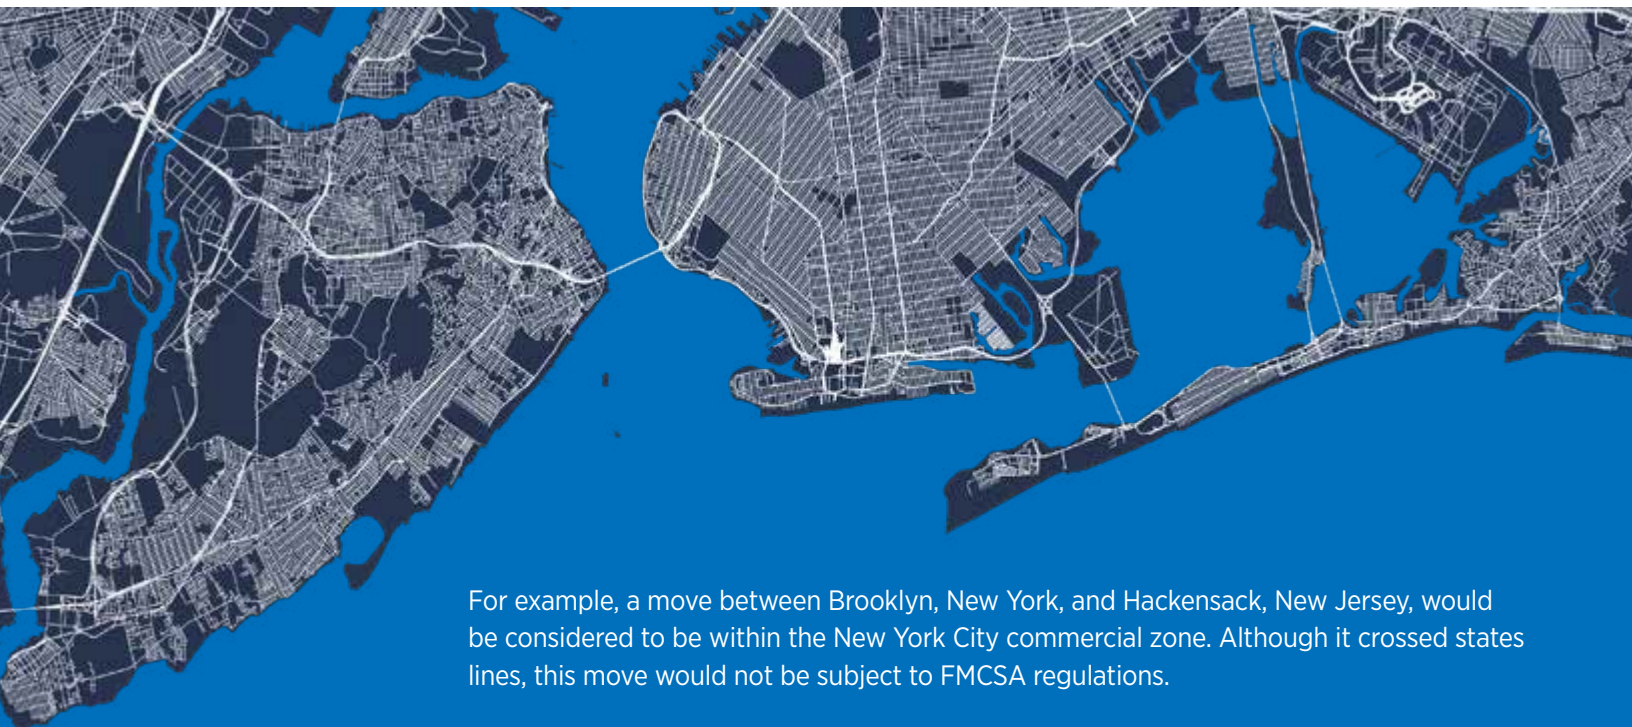 For example, a move between Brooklyn, New York, and Hackensack, New Jersey, would
be considered to be within the New York City commercial zone. Although it crossed states
lines, this move would not be subject to FMCSA regulations.